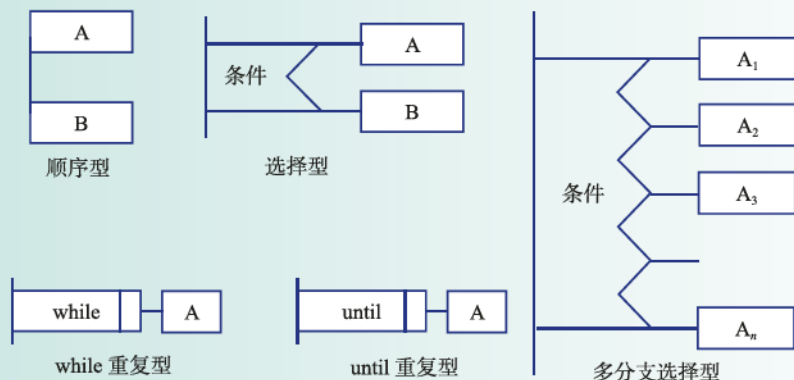 A
B
顺序型
条件
A
B
选择型
条件
A₁
A₂
A₃
Aₙ
多分支选择型
while
A
while 重复型
until
A
until 重复型